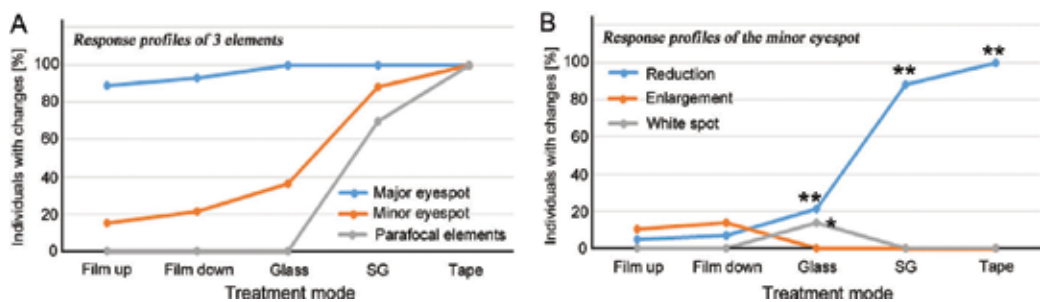 A
Response profiles of 3 elements
Individuals with changes [%]
100
80
60
40
20
0
Major eyespot
Minor eyespot
Parafocal elements
Film up
Film down
Glass
SG
Tape
Treatment mode
B
Response profiles of the minor eyespot
Individuals with changes [%]
100
80
60
40
20
0
Reduction
Enlargement
White spot
**
*
**
**
Film up
Film down
Glass
SG
Tape
Treatment mode